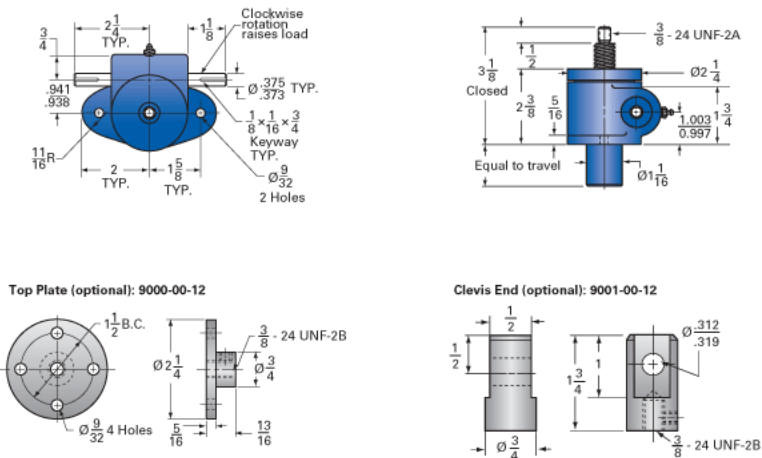 2 1/4
TYP.
1 1/8
Clockwise
rotation
raises load
3/4
.941
.938
Ø .375 TYP.
.373
1/8 × 1/16 × 3/4
Keyway
TYP.
11/16 R
2
TYP.
1 5/8
TYP.
Ø 9/32
2 Holes
3/8 - 24 UNF-2A
1/2
3 1/8
Closed
Ø2 1/4
2 3/8
5/16
1.003
0.997
1 3/4
Equal to travel
Ø1 1/16
Top Plate (optional): 9000-00-12
1 1/2 B.C.
3/8 - 24 UNF-2B
Ø2 1/4
Ø 3/4
Ø 9/32 4 Holes
5/16
13/16
Clevis End (optional): 9001-00-12
1/2
1/2
Ø .312
.319
1
1 3/4
Ø 3/4
3/8 - 24 UNF-2B